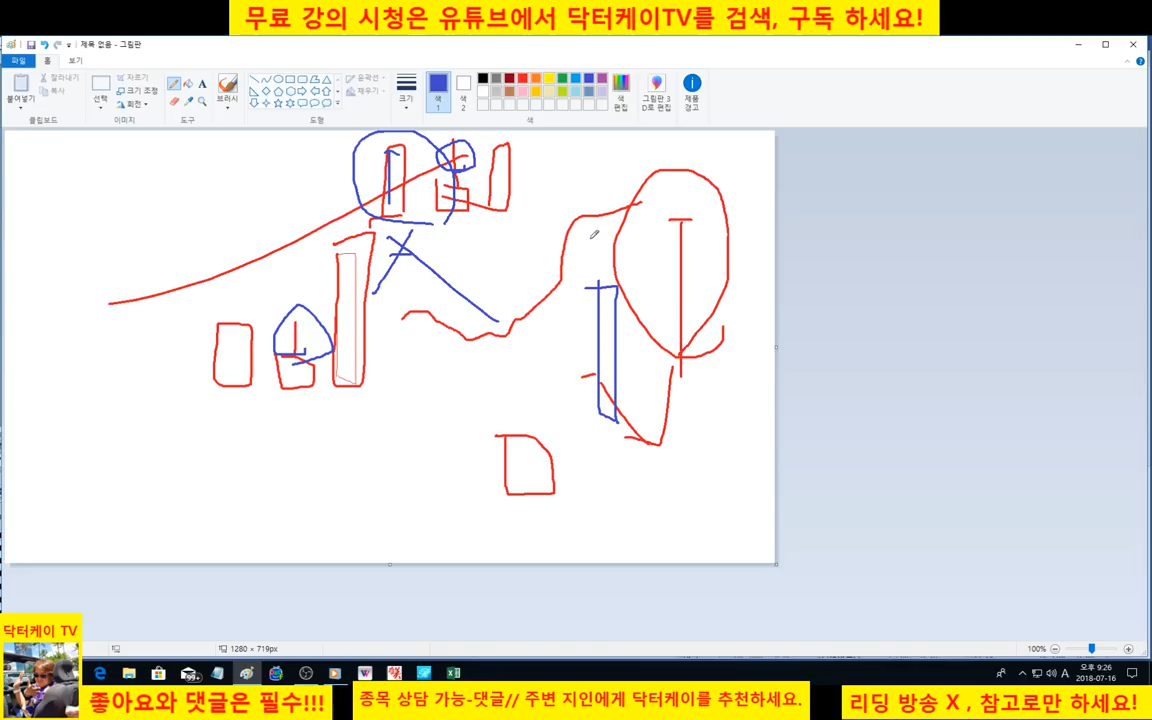 무료 강의 시청은 유튜브에서 닥터케이TV를 검색, 구독 하세요!
제목 없음 - 그림판
파일 홈 보기
붙여넣기
잘라내기
복사
클립보드
선택
자르기
크기 조정
회전
이미지
A
도구
브러시
윤곽선
채우기
도형
크기
색 1
색 2
색 편집
색
그림판 3D로 편집
제품 경고
1280 × 719px
100%
닥터케이 TV
99+
오후 9:26
2018-07-16
좋아요와 댓글은 필수!!!
종목 상담 가능-댓글// 주변 지인에게 닥터케이를 추천하세요.
리딩 방송 X , 참고로만 하세요!